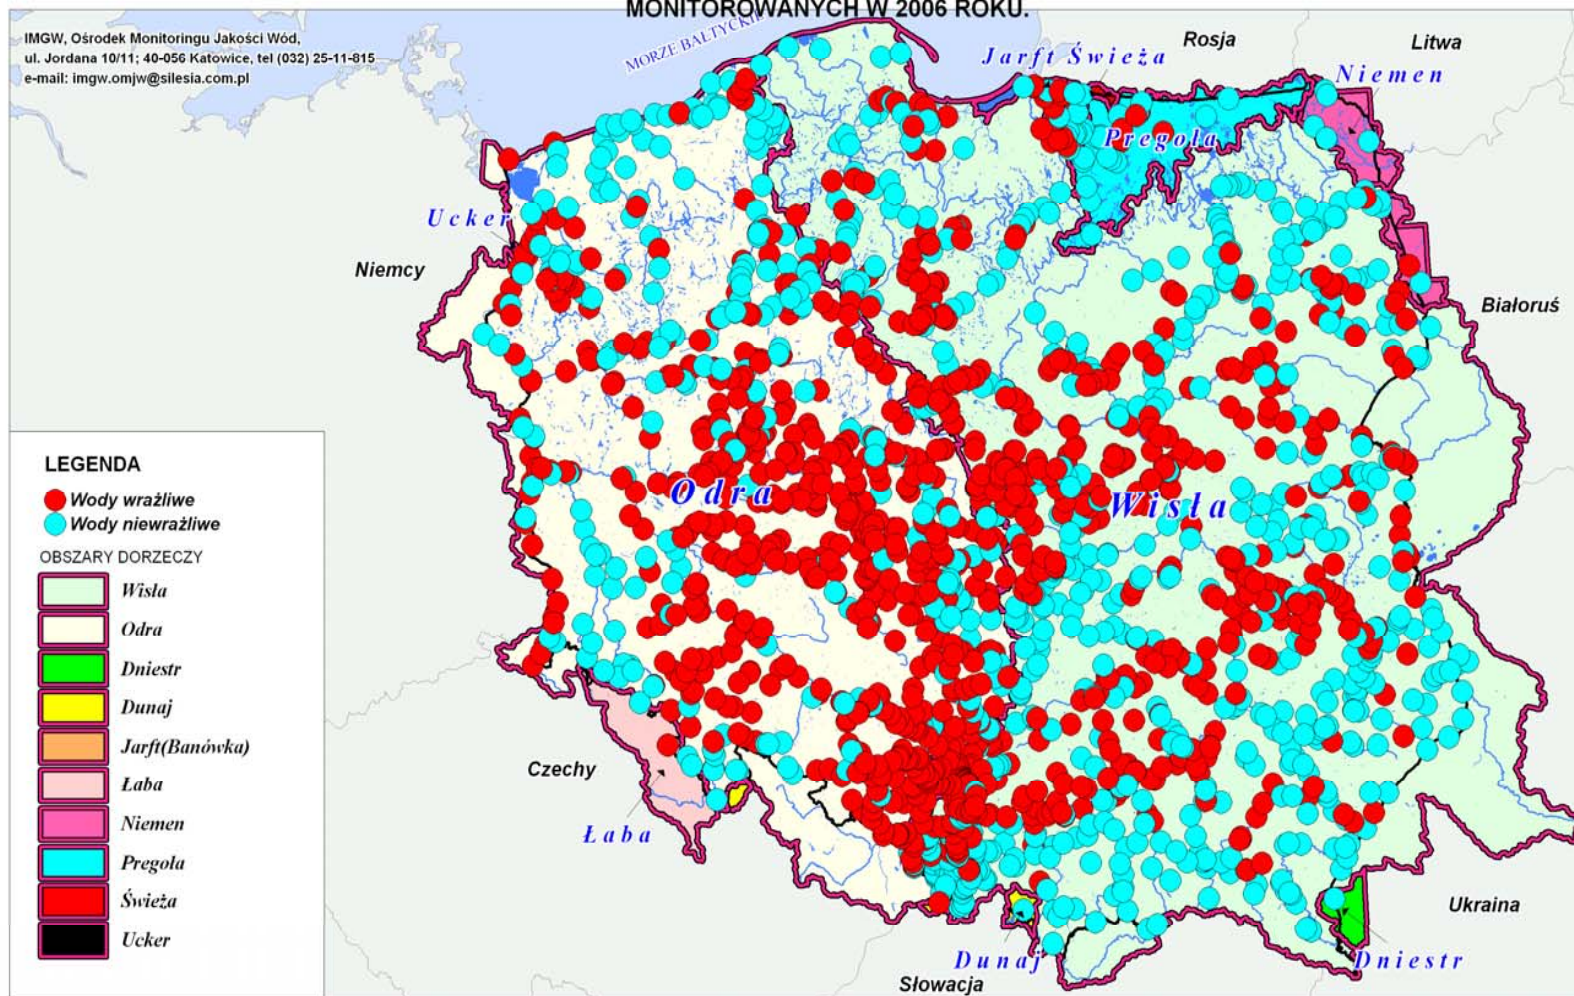 MONITOROWANYCH W 2006 ROKU.
IMGW, Ośrodek Monitoringu Jakości Wód,
ul. Jordana 10/11; 40-056 Katowice, tel (032) 25-11-815
e-mail: imgw.omjw@silesia.com.pl
MORZE BAŁTYCKIE
Jarft Świeża
Rosja
Litwa
Niemen
Pregoła
Ucker
Niemcy
Białoruś
Odra
Wisła
Czechy
Łaba
Ukraina
Dunaj
Dniestr
Słowacja
LEGENDA
Wody wrażliwe
Wody niewrażliwe
OBSZARY DORZECZY
Wisła
Odra
Dniestr
Dunaj
Jarft(Banówka)
Łaba
Niemen
Pregoła
Świeża
Ucker